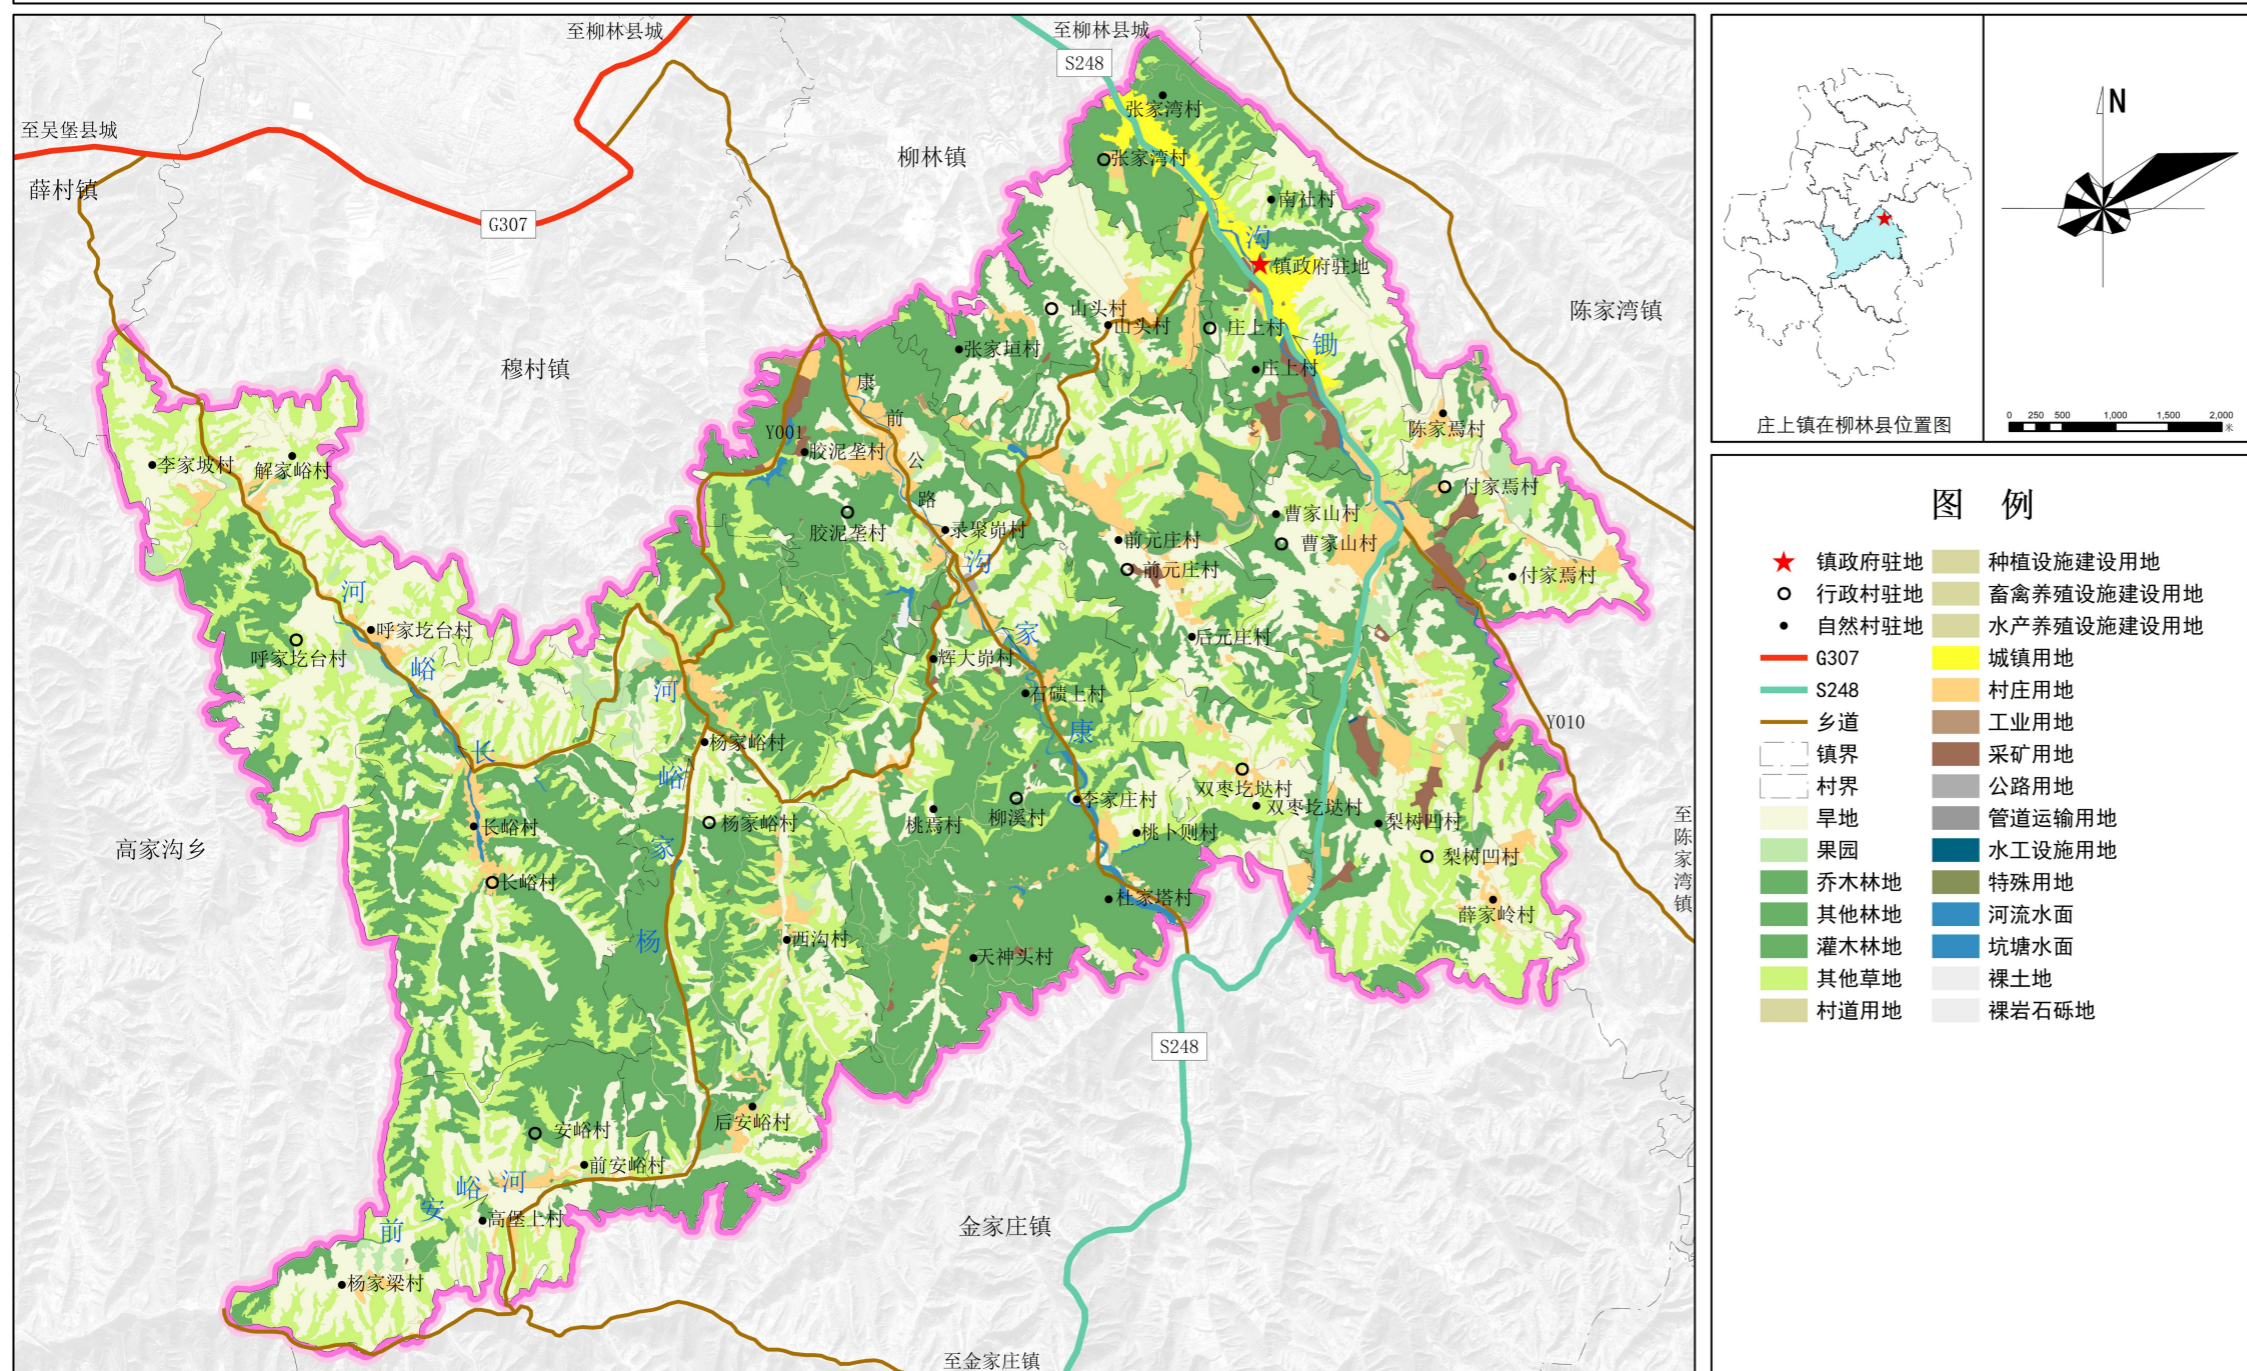 至柳林县城
至柳林县城
S248
至吴堡县城
张家湾村
柳林镇
张家湾村
薛村镇
南社村
G307
沟
镇政府驻地
陈家湾镇
山头村
山头村
庄上村
锄
张家垣村
穆村镇
庄上村
康
前
公
路
陈家焉村
Y001
胶泥垄村
李家坡村
解家峪村
付家焉村
胶泥垄村
录聚峁村
曹家山村
前元庄村
曹家山村
沟
前元庄村
付家焉村
河
呼家圪台村
家
后元庄村
呼家圪台村
辉大峁村
峪
河
石碛上村
Y010
康
杨家峪村
长
峪
双枣圪垯村
双枣圪垯村
柳溪村
李家庄村
桃焉村
杨家峪村
长峪村
桃卜则村
梨树凹村
至陈家湾镇
高家沟乡
家
梨树凹村
长峪村
杜家塔村
薛家岭村
杨
西沟村
天神头村
S248
后安峪村
安峪村
前安峪村
峪
河
安
前
高堡上村
金家庄镇
杨家梁村
至金家庄镇
庄上镇在柳林县位置图
N
0 250 500 1,000 1,500 2,000
米
图 例
镇政府驻地
行政村驻地
自然村驻地
G307
S248
乡道
镇界
村界
旱地
果园
乔木林地
其他林地
灌木林地
其他草地
村道用地
种植设施建设用地
畜禽养殖设施建设用地
水产养殖设施建设用地
城镇用地
村庄用地
工业用地
采矿用地
公路用地
管道运输用地
水工设施用地
特殊用地
河流水面
坑塘水面
裸土地
裸岩石砾地